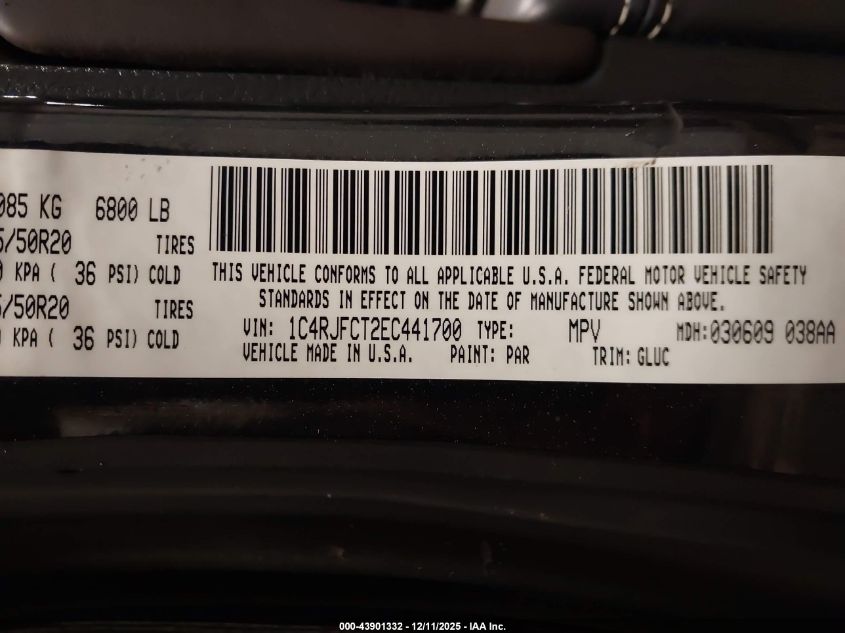 085 KG 6800 LB
/50R20 TIRES
KPA ( 36 PSI) COLD
/50R20 TIRES
KPA ( 36 PSI) COLD
THIS VEHICLE CONFORMS TO ALL APPLICABLE U.S.A. FEDERAL MOTOR VEHICLE SAFETY
STANDARDS IN EFFECT ON THE DATE OF MANUFACTURE SHOWN ABOVE.
VIN: 1C4RJFCT2EC441700 TYPE: MPV MDH:030609 038AA
VEHICLE MADE IN U.S.A. PAINT: PAR TRIM: GLUC
000-43901332 - 12/11/2025 - IAA Inc.